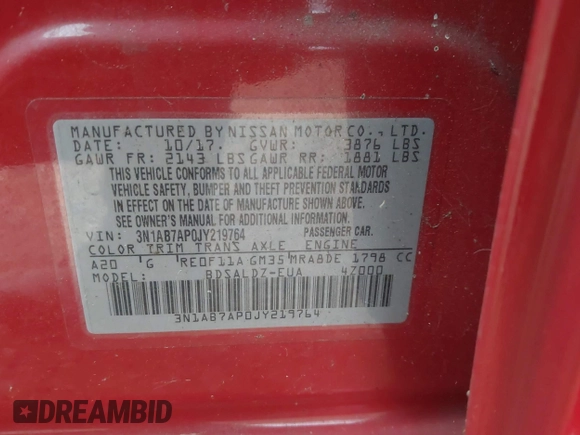 MANUFACTURED BY NISSAN MOTOR CO., LTD.
DATE: 10/17. GVWR: 3876 LBS
GAWR FR: 2143 LBS GAWR RR: 1881 LBS
THIS VEHICLE CONFORMS TO ALL APPLICABLE FEDERAL MOTOR
VEHICLE SAFETY, BUMPER AND THEFT PREVENTION STANDARDS
IN EFFECT ON THE DATE OF MANUFACTURE SHOWN ABOVE.
SEE OWNER'S MANUAL FOR ADDITIONAL INFORMATION.
VIN: 3N1AB7AP0JY219764 PASSENGER CAR.
COLOR TRIM TRANS AXLE ENGINE
A20 G RE0F11A GM35 MRA8DE 1798 CC
MODEL: BDSALDZ-EUA 4Z000
3N1AB7AP0JY219764
DREAMBID